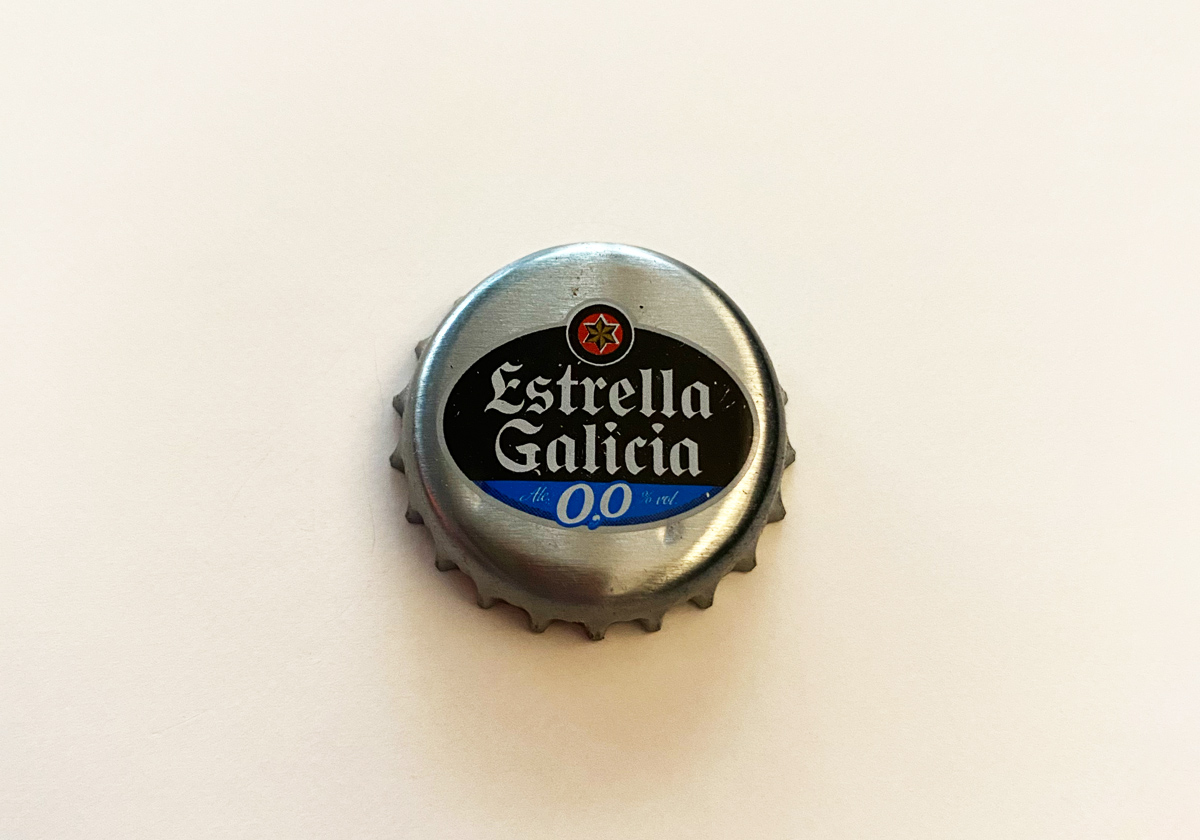 Estrella
Galicia
Alc. 0,0 % vol.